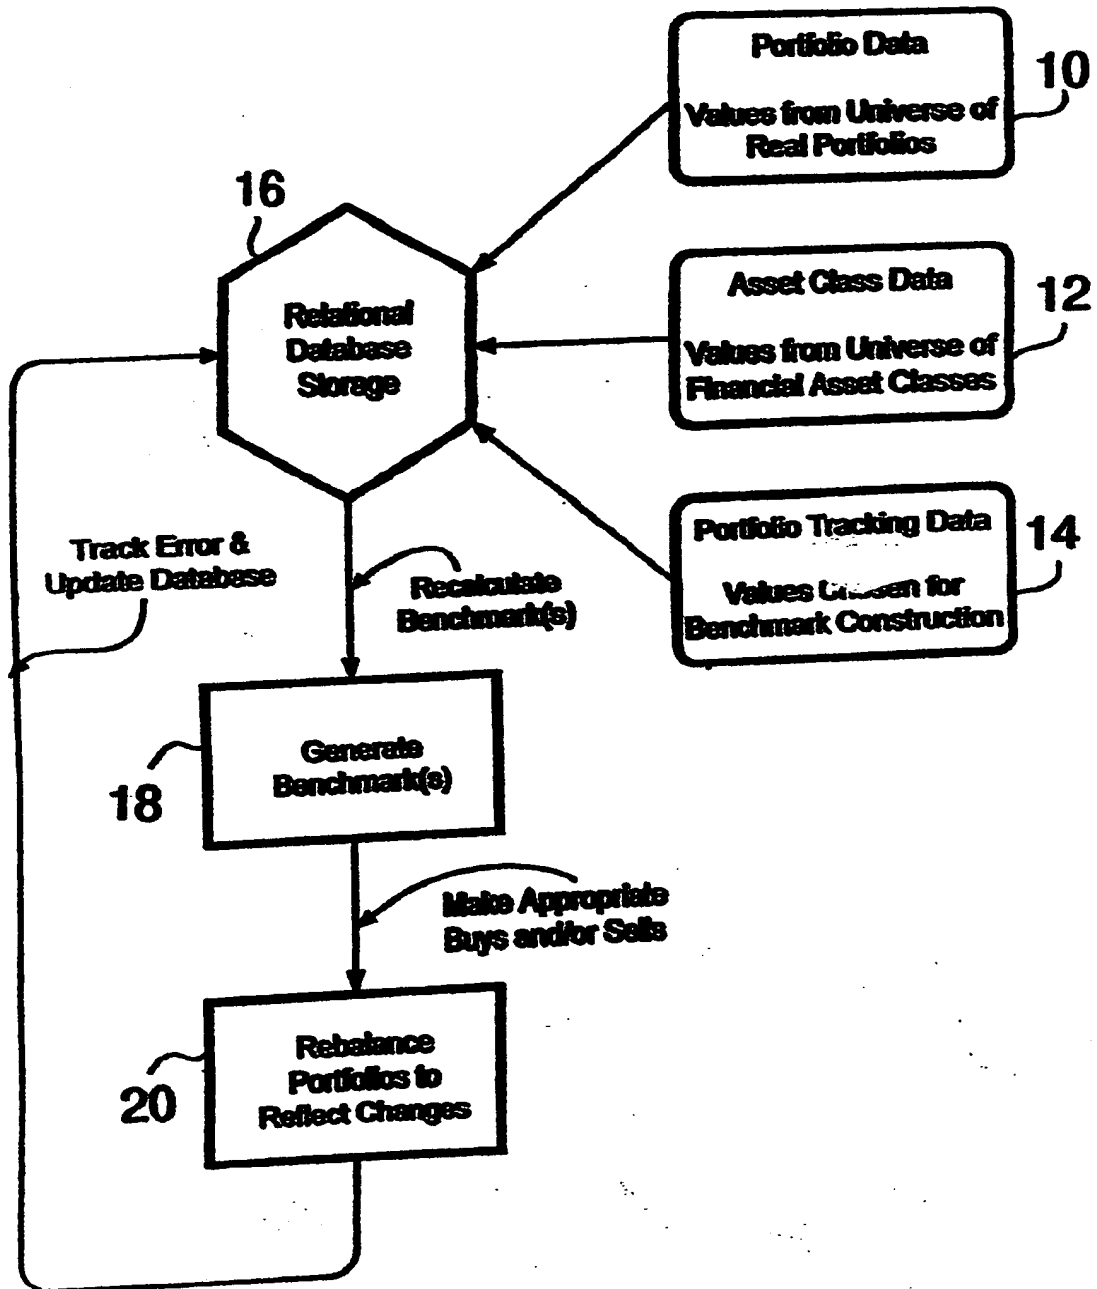 Portfolio Data
Values from Universe of
Real Portfolios
10
16
Asset Class Data
Values from Universe of
Financial Asset Classes
12
Relational
Database
Storage
Portfolio Tracking Data
Values Chosen for
Benchmark Construction
14
Track Error &
Update Database
Recalculate
Benchmark(s)
Generate
Benchmark(s)
18
Make Appropriate
Buys and/or Sells
Rebalance
Portfolios to
Reflect Changes
20